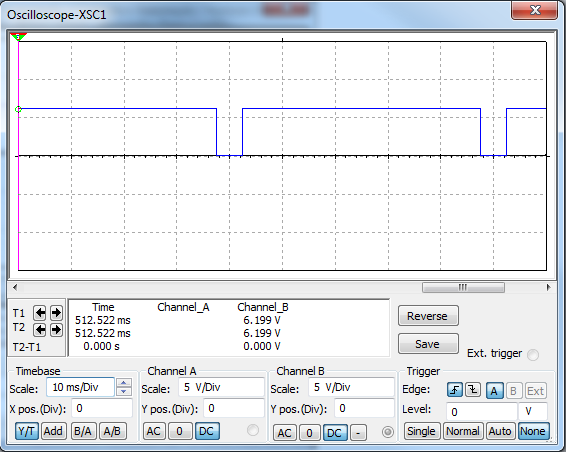 Oscilloscope-XSC1
Time Channel_A Channel_B
T1 512.522 ms 6.199 V
T2 512.522 ms 6.199 V
T2-T1 0.000 s 0.000 V
Reverse
Save
Ext. trigger
Timebase
Scale: 10 ms/Div
X pos.(Div): 0
Y/T Add B/A A/B
Channel A
Scale: 5 V/Div
Y pos.(Div): 0
AC 0 DC
Channel B
Scale: 5 V/Div
Y pos.(Div): 0
AC 0 DC -
Trigger
Edge: A B Ext
Level: 0 V
Single Normal Auto None